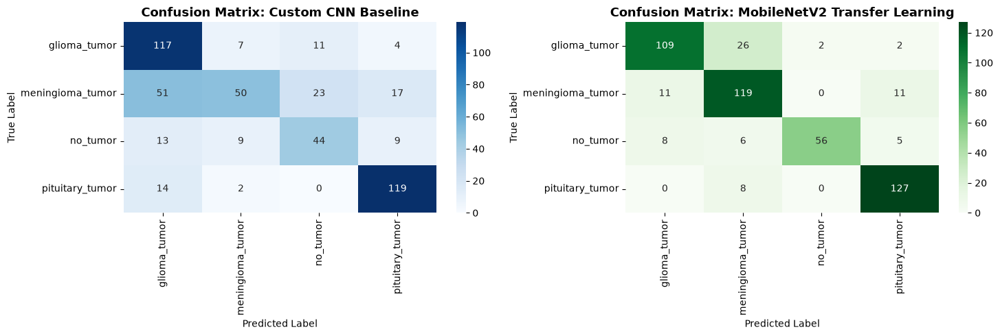 Confusion Matrix: Custom CNN Baseline
glioma_tumor 117 7 11 4
meningioma_tumor 51 50 23 17
no_tumor 13 9 44 9
pituitary_tumor 14 2 0 119
True Label
glioma_tumor meningioma_tumor no_tumor pituitary_tumor
Predicted Label
100
80
60
40
20
0
Confusion Matrix: MobileNetV2 Transfer Learning
glioma_tumor 109 26 2 2
meningioma_tumor 11 119 0 11
no_tumor 8 6 56 5
pituitary_tumor 0 8 0 127
True Label
glioma_tumor meningioma_tumor no_tumor pituitary_tumor
Predicted Label
120
100
80
60
40
20
0